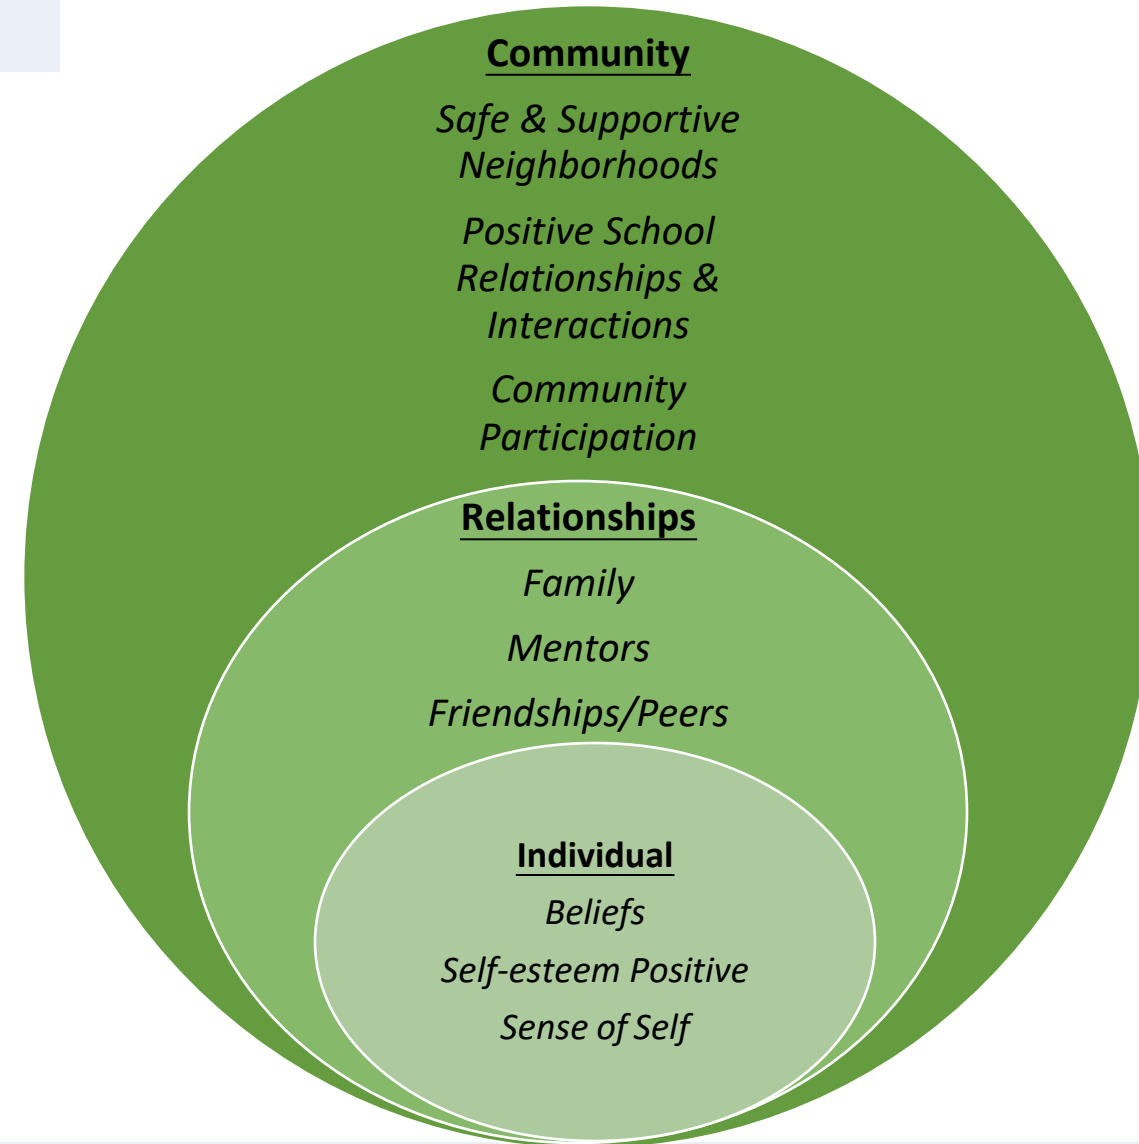 Community
Safe & Supportive
Neighborhoods
Positive School
Relationships &
Interactions
Community
Participation
Relationships
Family
Mentors
Friendships/Peers
Individual
Beliefs
Self-esteem Positive
Sense of Self